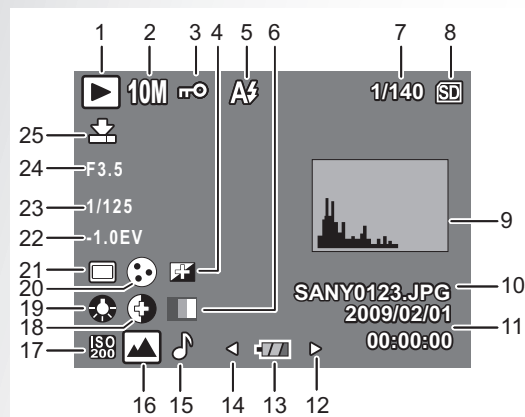 1 2 3 4 5 6 7 8
10M A 1/140 SD
25
24 F3.5
23 1/125 9
22 -1.0EV
21
20 SANY0123.JPG 10
19 2009/02/01
18 00:00:00 11
17 ISO 200
16 15 14 13 12